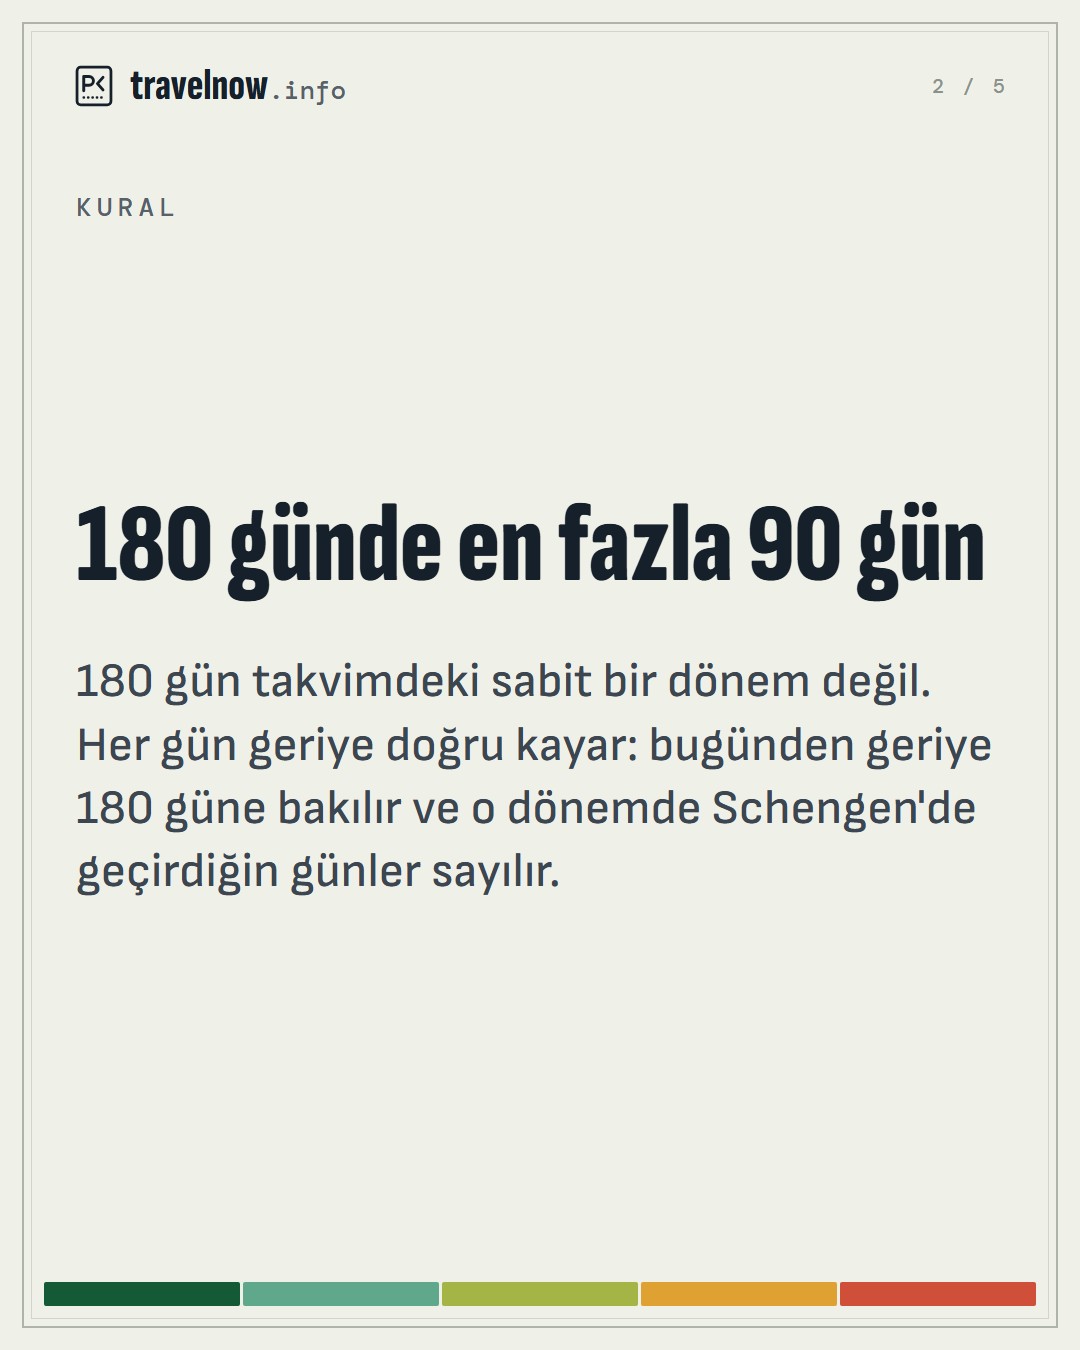 travelnow.info
2 / 5
KURAL
180 günde en fazla 90 gün
180 gün takvimdeki sabit bir dönem değil.
Her gün geriye doğru kayar: bugünden geriye
180 güne bakılır ve o dönemde Schengen'de
geçirdiğin günler sayılır.